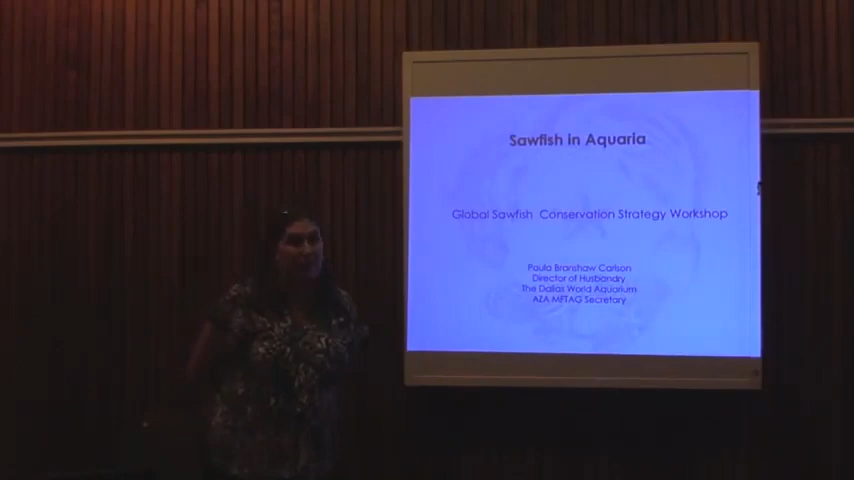 Sawfish in Aquaria
Global Sawfish Conservation Strategy Workshop
Paula Branshaw Carlson
Director of Husbandry
The Dallas World Aquarium
AZA MFTAG Secretary